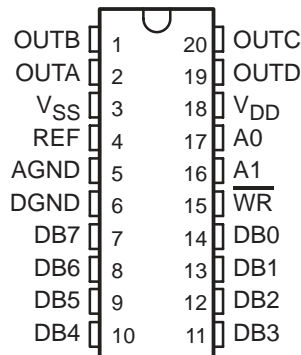 OUTB 1 20 OUTC
OUTA 2 19 OUTD
VSS 3 18 VDD
REF 4 17 A0
AGND 5 16 A1
DGND 6 15 W̅R̅
DB7 7 14 DB0
DB6 8 13 DB1
DB5 9 12 DB2
DB4 10 11 DB3